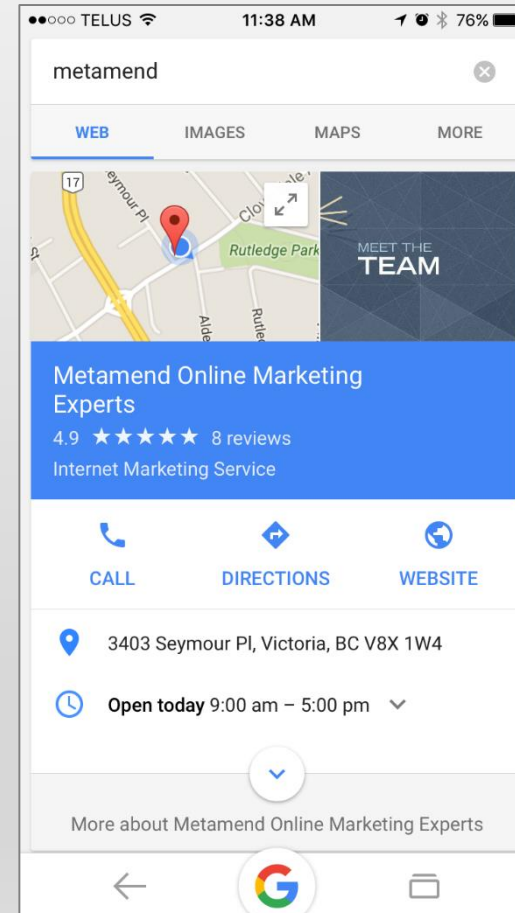 TELUS 11:38 AM 76%
metamend
WEB IMAGES MAPS MORE
17
Seymour Pl
Rutledge Park
MEET THE
TEAM
Metamend Online Marketing
Experts
4.9 ★★★★★ 8 reviews
Internet Marketing Service
CALL DIRECTIONS WEBSITE
3403 Seymour Pl, Victoria, BC V8X 1W4
Open today 9:00 am – 5:00 pm
More about Metamend Online Marketing Experts
G